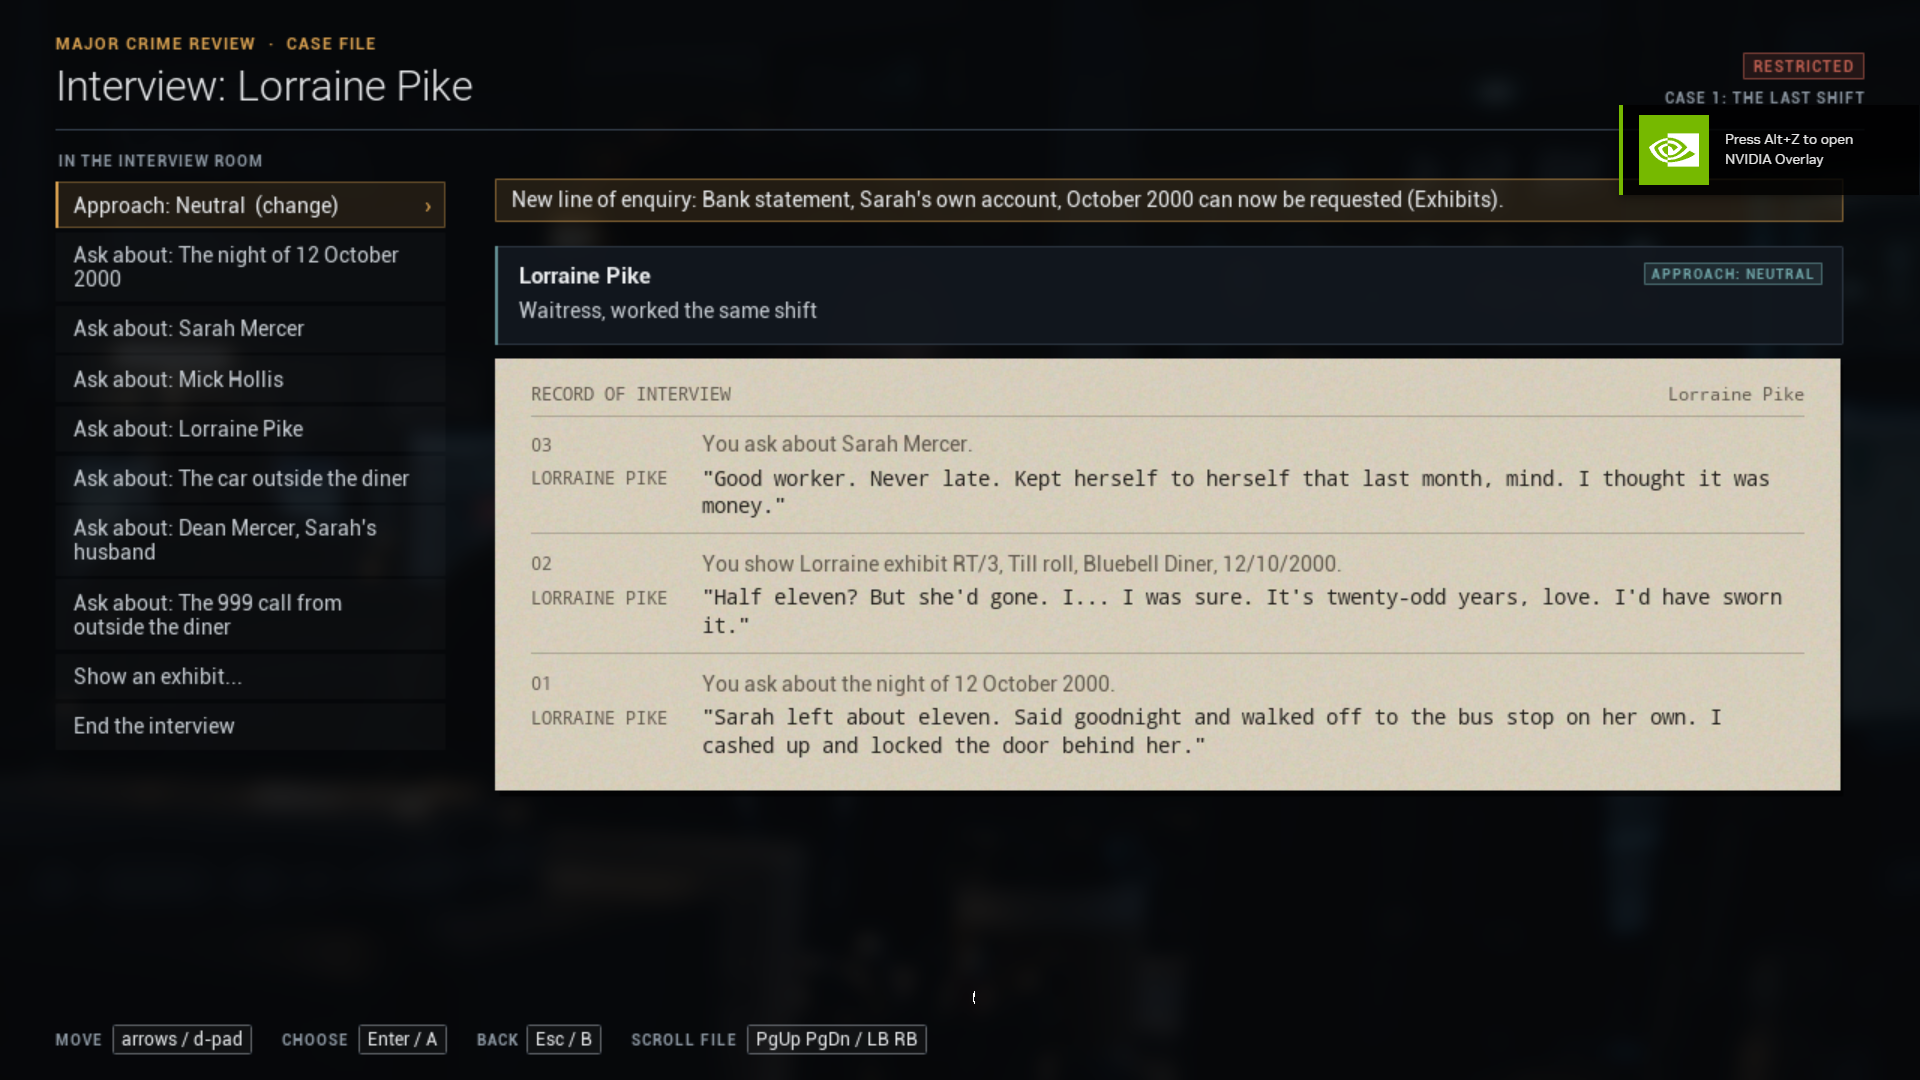 MAJOR CRIME REVIEW · CASE FILE
Interview: Lorraine Pike
RESTRICTED
CASE 1: THE LAST SHIFT
Press Alt+Z to open
NVIDIA Overlay
IN THE INTERVIEW ROOM
Approach: Neutral (change) ›
Ask about: The night of 12 October
2000
Ask about: Sarah Mercer
Ask about: Mick Hollis
Ask about: Lorraine Pike
Ask about: The car outside the diner
Ask about: Dean Mercer, Sarah's
husband
Ask about: The 999 call from
outside the diner
Show an exhibit...
End the interview
New line of enquiry: Bank statement, Sarah's own account, October 2000 can now be requested (Exhibits).
Lorraine Pike
APPROACH: NEUTRAL
Waitress, worked the same shift
RECORD OF INTERVIEW
Lorraine Pike
03 You ask about Sarah Mercer.
LORRAINE PIKE "Good worker. Never late. Kept herself to herself that last month, mind. I thought it was
money."
02 You show Lorraine exhibit RT/3, Till roll, Bluebell Diner, 12/10/2000.
LORRAINE PIKE "Half eleven? But she'd gone. I... I was sure. It's twenty-odd years, love. I'd have sworn
it."
01 You ask about the night of 12 October 2000.
LORRAINE PIKE "Sarah left about eleven. Said goodnight and walked off to the bus stop on her own. I
cashed up and locked the door behind her."
MOVE arrows / d-pad CHOOSE Enter / A BACK Esc / B SCROLL FILE PgUp PgDn / LB RB